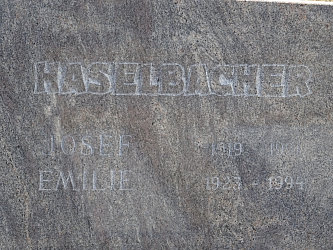 HASELBACHER
JOSEF 1919
EMILIE 1923 - 1994